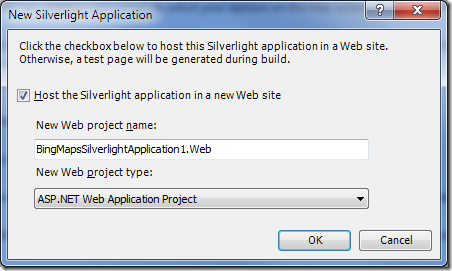 New Silverlight Application
Click the checkbox below to host this Silverlight application in a Web site.
Otherwise, a test page will be generated during build.
Host the Silverlight application in a new Web site
New Web project name:
BingMapsSilverlightApplication1.Web
New Web project type:
ASP.NET Web Application Project
OK
Cancel